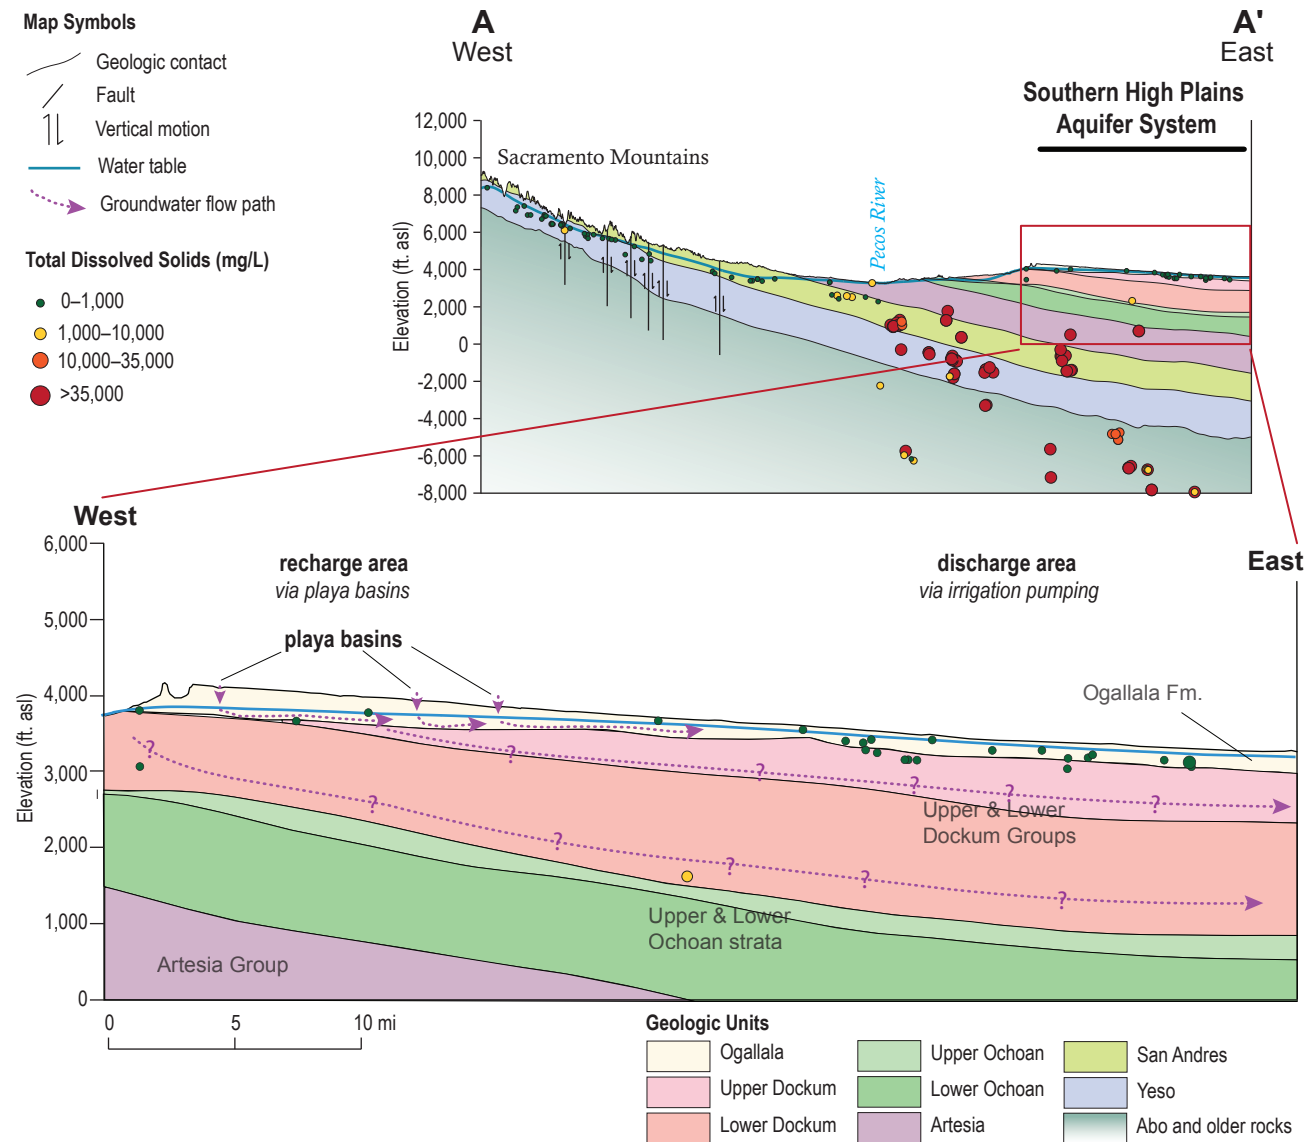 Map Symbols
Geologic contact
Fault
Vertical motion
Water table
Groundwater flow path
Total Dissolved Solids (mg/L)
0–1,000
1,000–10,000
10,000–35,000
>35,000
A
West
A'
East
Southern High Plains
Aquifer System
Elevation (ft. asl)
12,000
10,000
8,000
6,000
4,000
2,000
0
-2,000
-4,000
-6,000
-8,000
Sacramento Mountains
Pecos River
West
East
recharge area
via playa basins
discharge area
via irrigation pumping
playa basins
Ogallala Fm.
Elevation (ft. asl)
6,000
5,000
4,000
3,000
2,000
1,000
0
?
?
?
?
?
?
?
?
?
?
?
?
Upper & Lower
Dockum Groups
Upper & Lower
Ochoan strata
Artesia Group
0 5 10 mi
Geologic Units
Ogallala
Upper Dockum
Lower Dockum
Upper Ochoan
Lower Ochoan
Artesia
San Andres
Yeso
Abo and older rocks